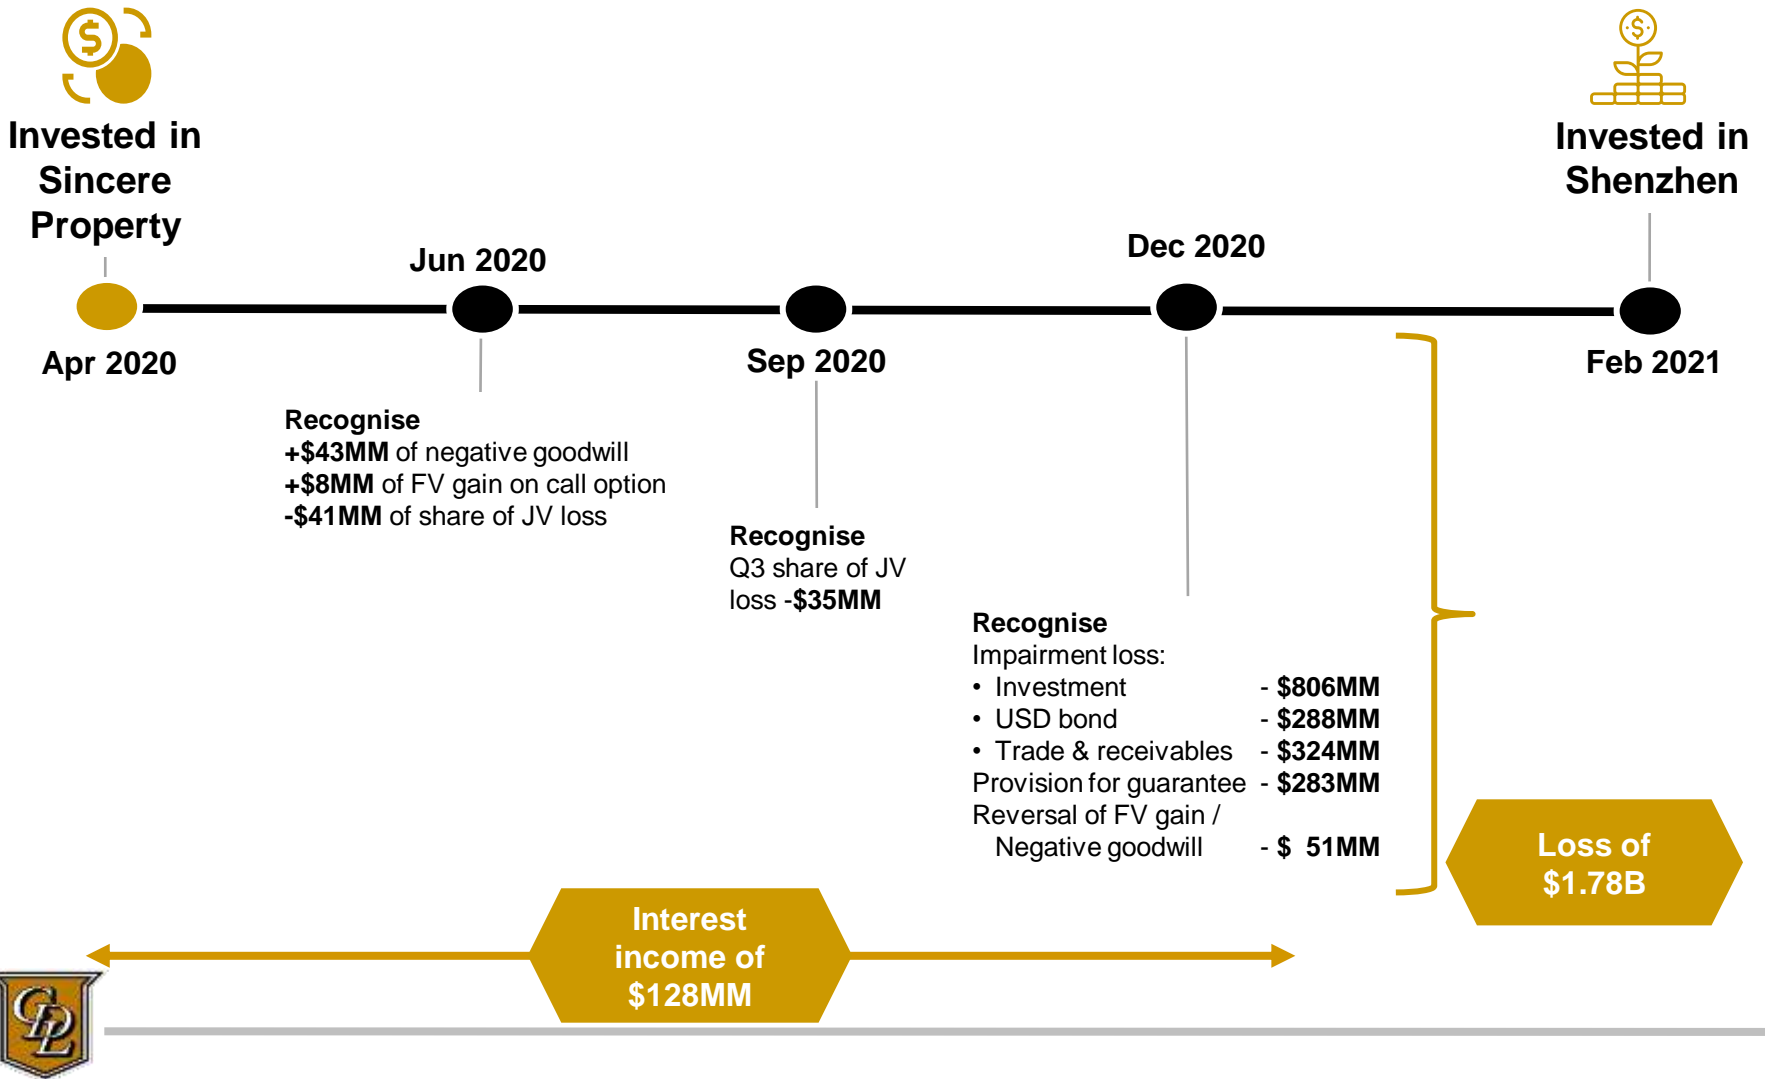 Invested in
Sincere
Property
Invested in
Shenzhen
Jun 2020
Dec 2020
Apr 2020
Sep 2020
Feb 2021
Recognise
+$43MM of negative goodwill
+$8MM of FV gain on call option
-$41MM of share of JV loss
Recognise
Q3 share of JV
loss -$35MM
Recognise
Impairment loss:
• Investment - $806MM
• USD bond - $288MM
• Trade & receivables - $324MM
Provision for guarantee - $283MM
Reversal of FV gain /
Negative goodwill - $ 51MM
Loss of
$1.78B
Interest
income of
$128MM
CDL